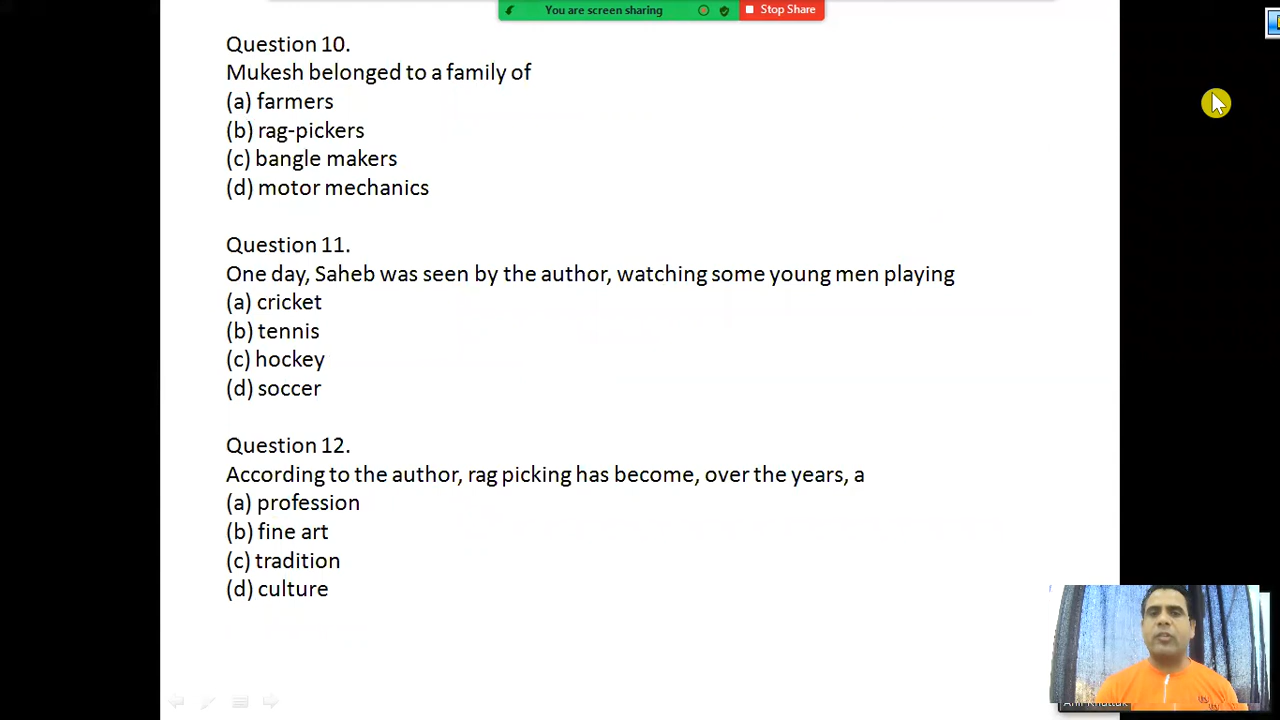 You are screen sharing
Stop Share
Question 10.
Mukesh belonged to a family of
(a) farmers
(b) rag-pickers
(c) bangle makers
(d) motor mechanics
Question 11.
One day, Saheb was seen by the author, watching some young men playing
(a) cricket
(b) tennis
(c) hockey
(d) soccer
Question 12.
According to the author, rag picking has become, over the years, a
(a) profession
(b) fine art
(c) tradition
(d) culture